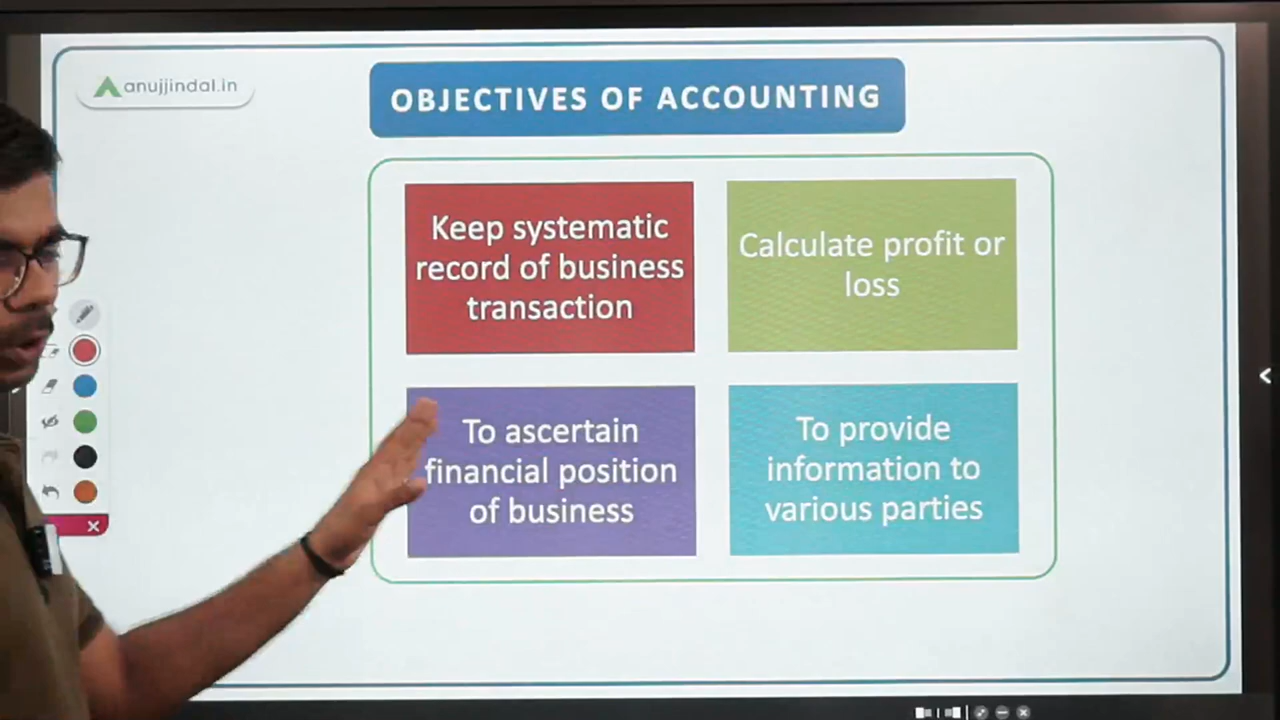 anujjindal.in
OBJECTIVES OF ACCOUNTING
Keep systematic
record of business
transaction
Calculate profit or
loss
To ascertain
financial position
of business
To provide
information to
various parties